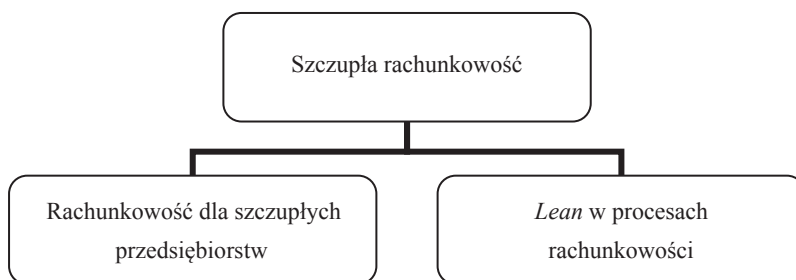 Szczupła rachunkowość
Rachunkowość dla szczupłych
przedsiębiorstw
Lean w procesach
rachunkowości